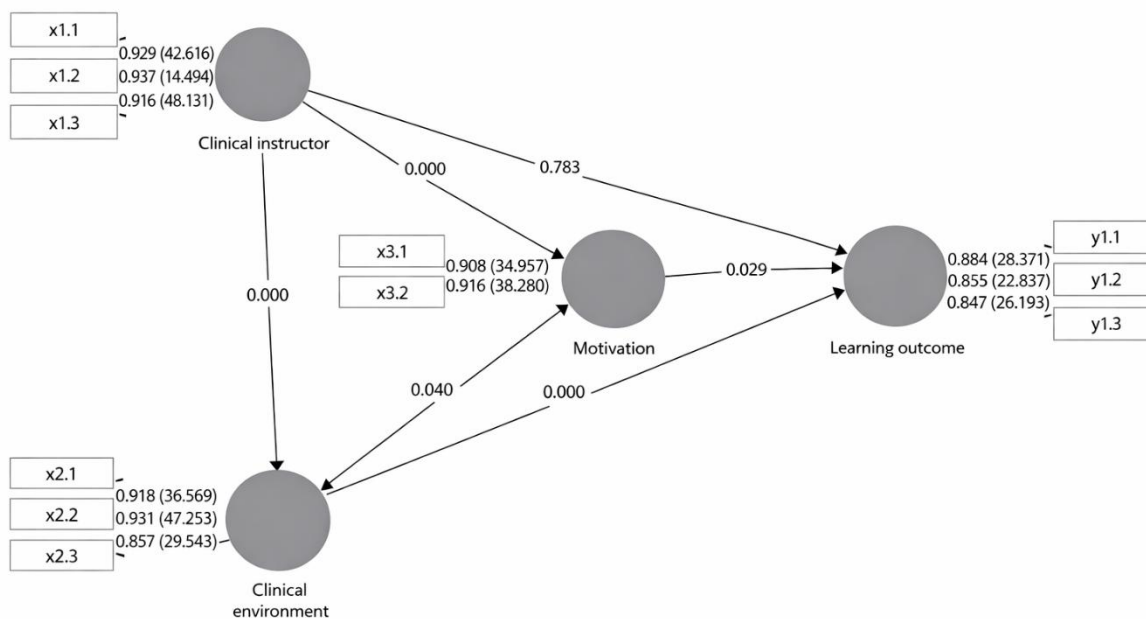 x1.1
0.929 (42.616)
x1.2
0.937 (14.494)
0.916 (48.131)
x1.3
Clinical instructor
0.000
0.783
x3.1
0.908 (34.957)
x3.2
0.916 (38.280)
Motivation
0.029
y1.1
0.884 (28.371)
0.855 (22.837)
y1.2
0.847 (26.193)
y1.3
Learning outcome
0.000
0.040
0.000
x2.1
0.918 (36.569)
x2.2
0.931 (47.253)
0.857 (29.543)
x2.3
Clinical
environment